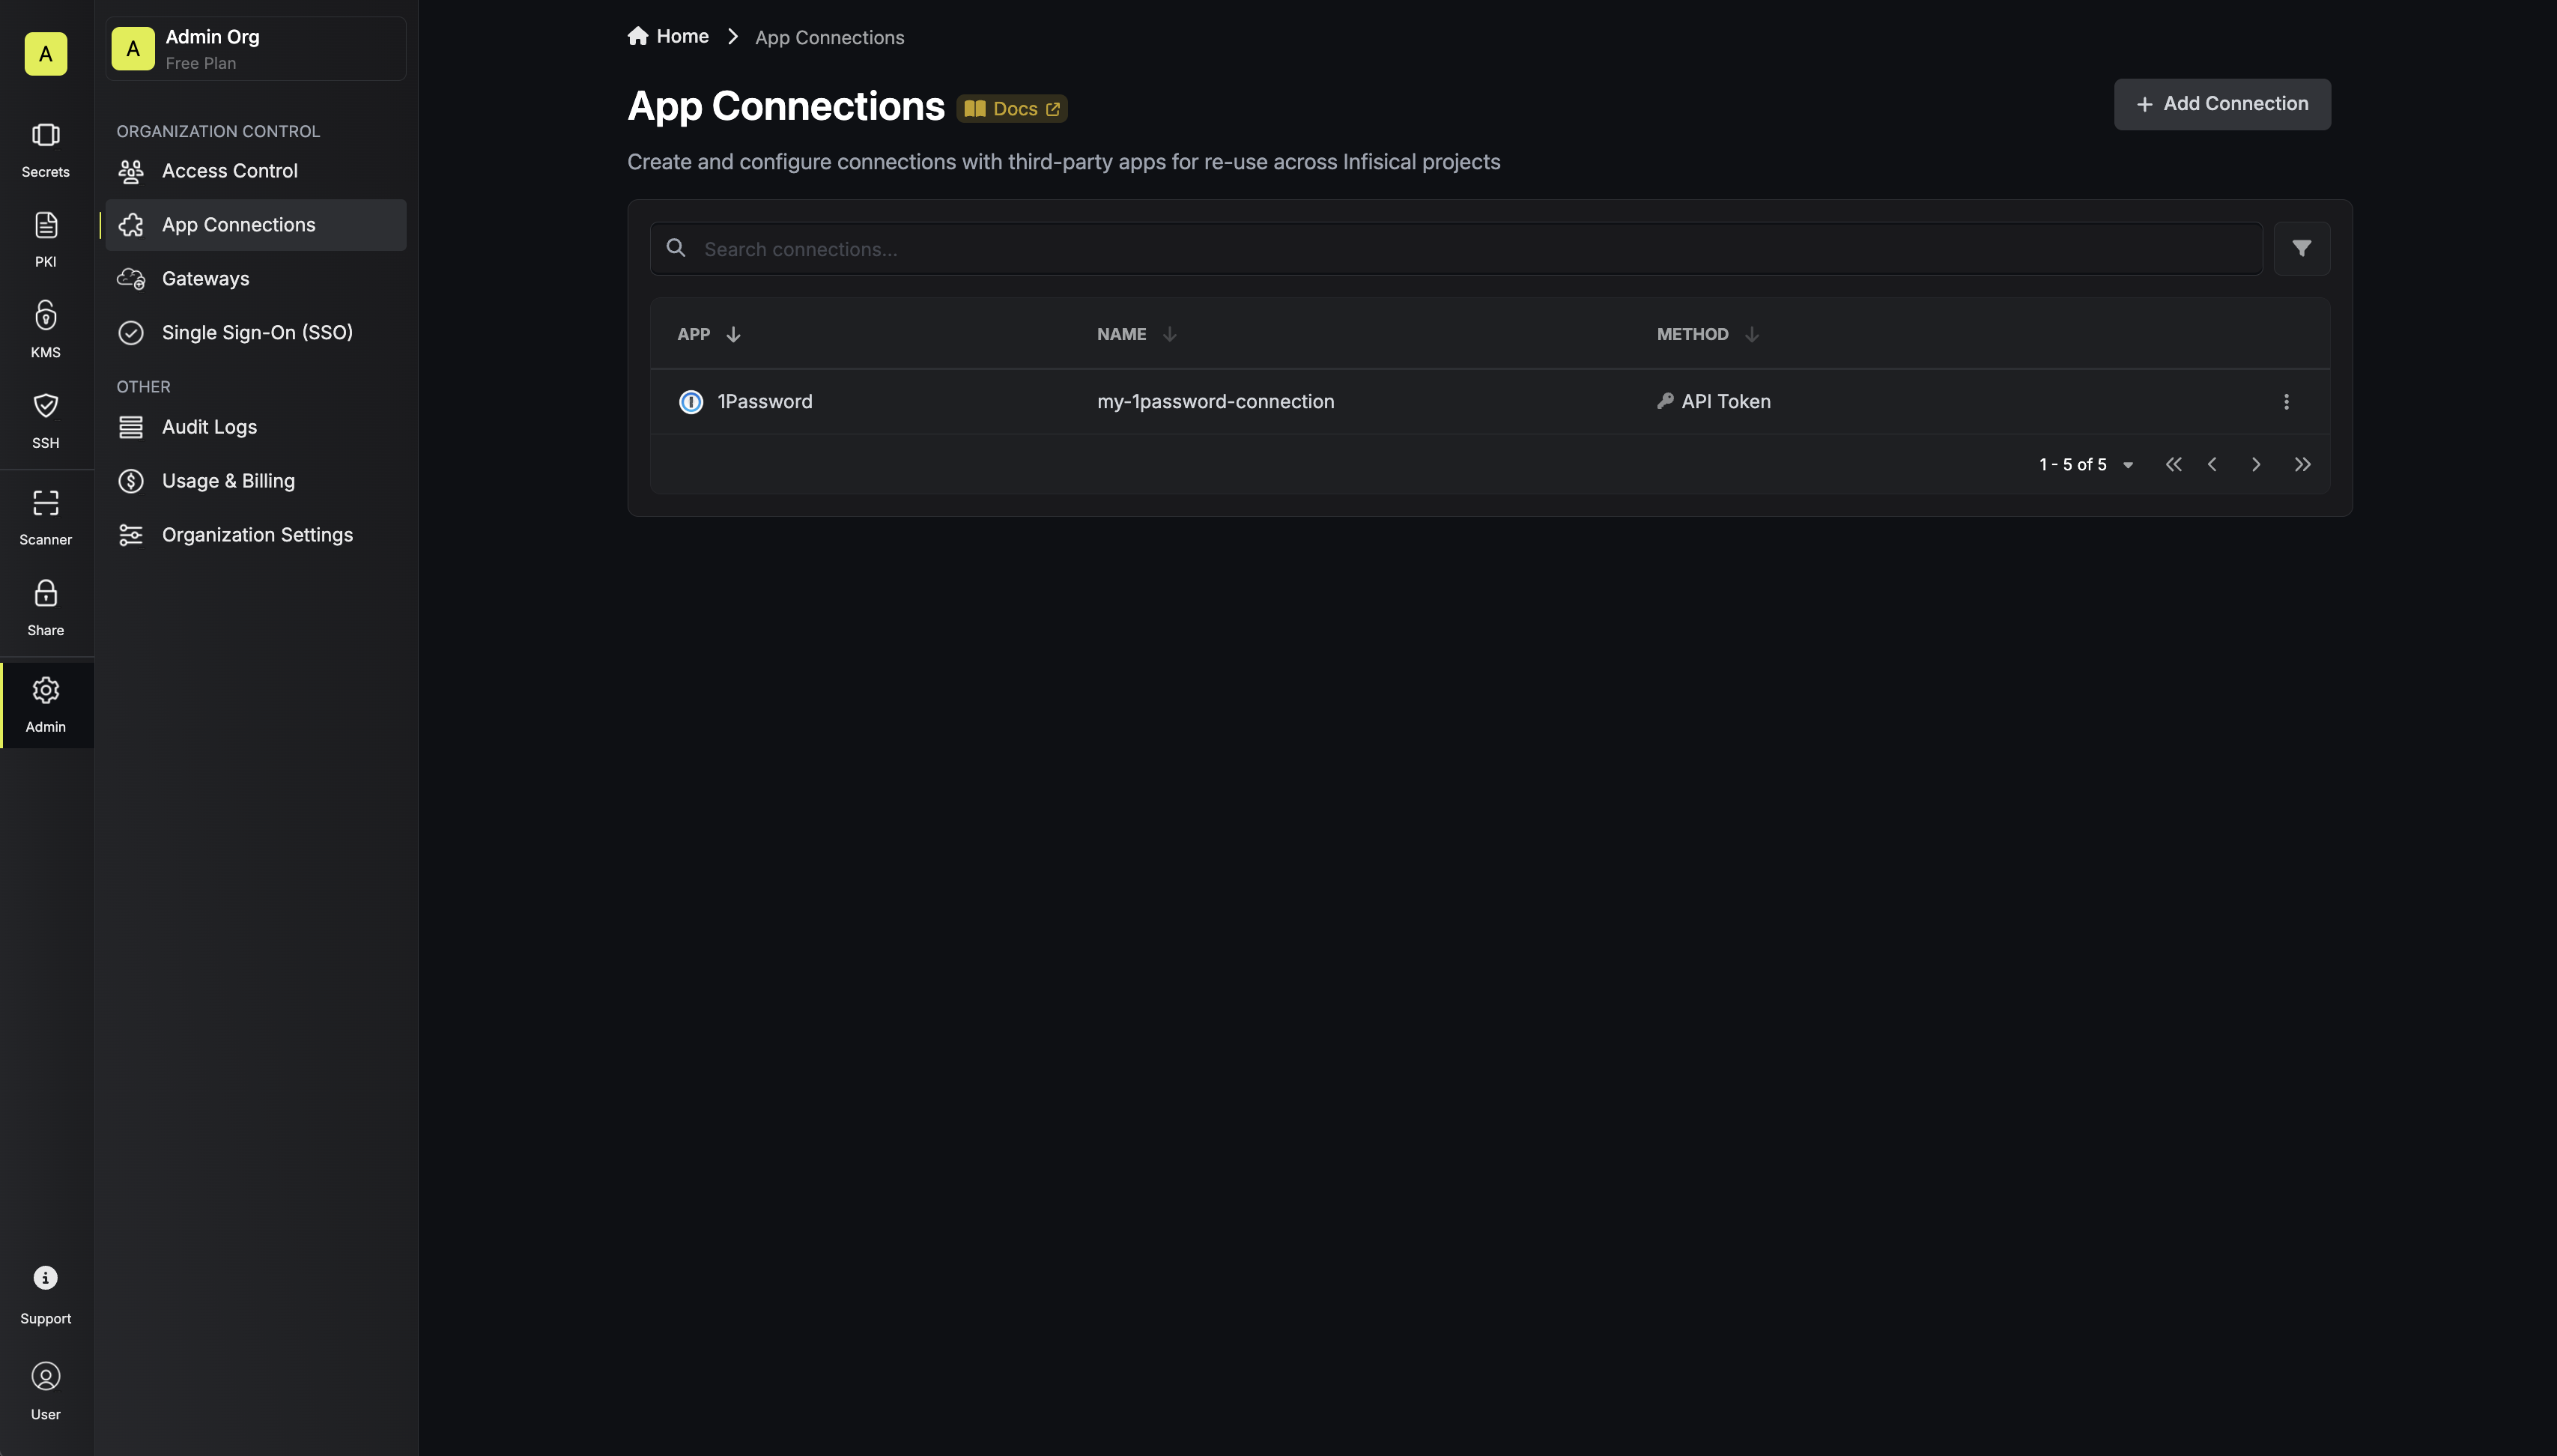 A
Secrets
PKI
KMS
SSH
Scanner
Share
Admin
Support
User
A
Admin Org
Free Plan
ORGANIZATION CONTROL
Access Control
App Connections
Gateways
Single Sign-On (SSO)
OTHER
Audit Logs
Usage & Billing
Organization Settings
Home App Connections
App Connections Docs
Add Connection
Create and configure connections with third-party apps for re-use across Infisical projects
Search connections...
APP NAME METHOD
1Password my-1password-connection API Token
1 - 5 of 5